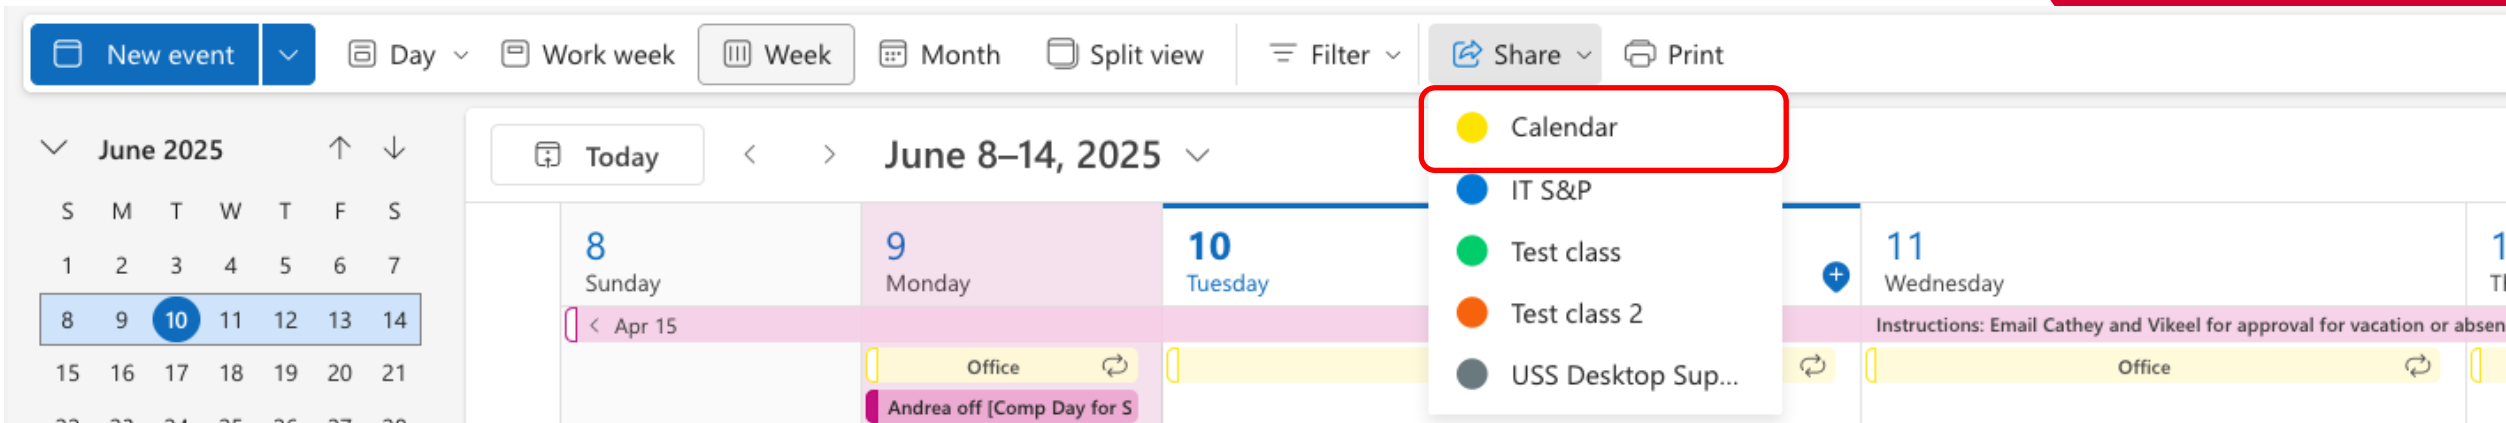 New event Day Work week Week Month Split view Filter Share Print
June 2025
S M T W T F S
1 2 3 4 5 6 7
8 9 10 11 12 13 14
15 16 17 18 19 20 21
Today June 8–14, 2025
8 9 10 11
Sunday Monday Tuesday Wednesday
Apr 15 Instructions: Email Cathey and Vikeel for approval for vacation or absen
Office Office
Andrea off [Comp Day for S
Calendar
IT S&P
Test class
Test class 2
USS Desktop Sup...